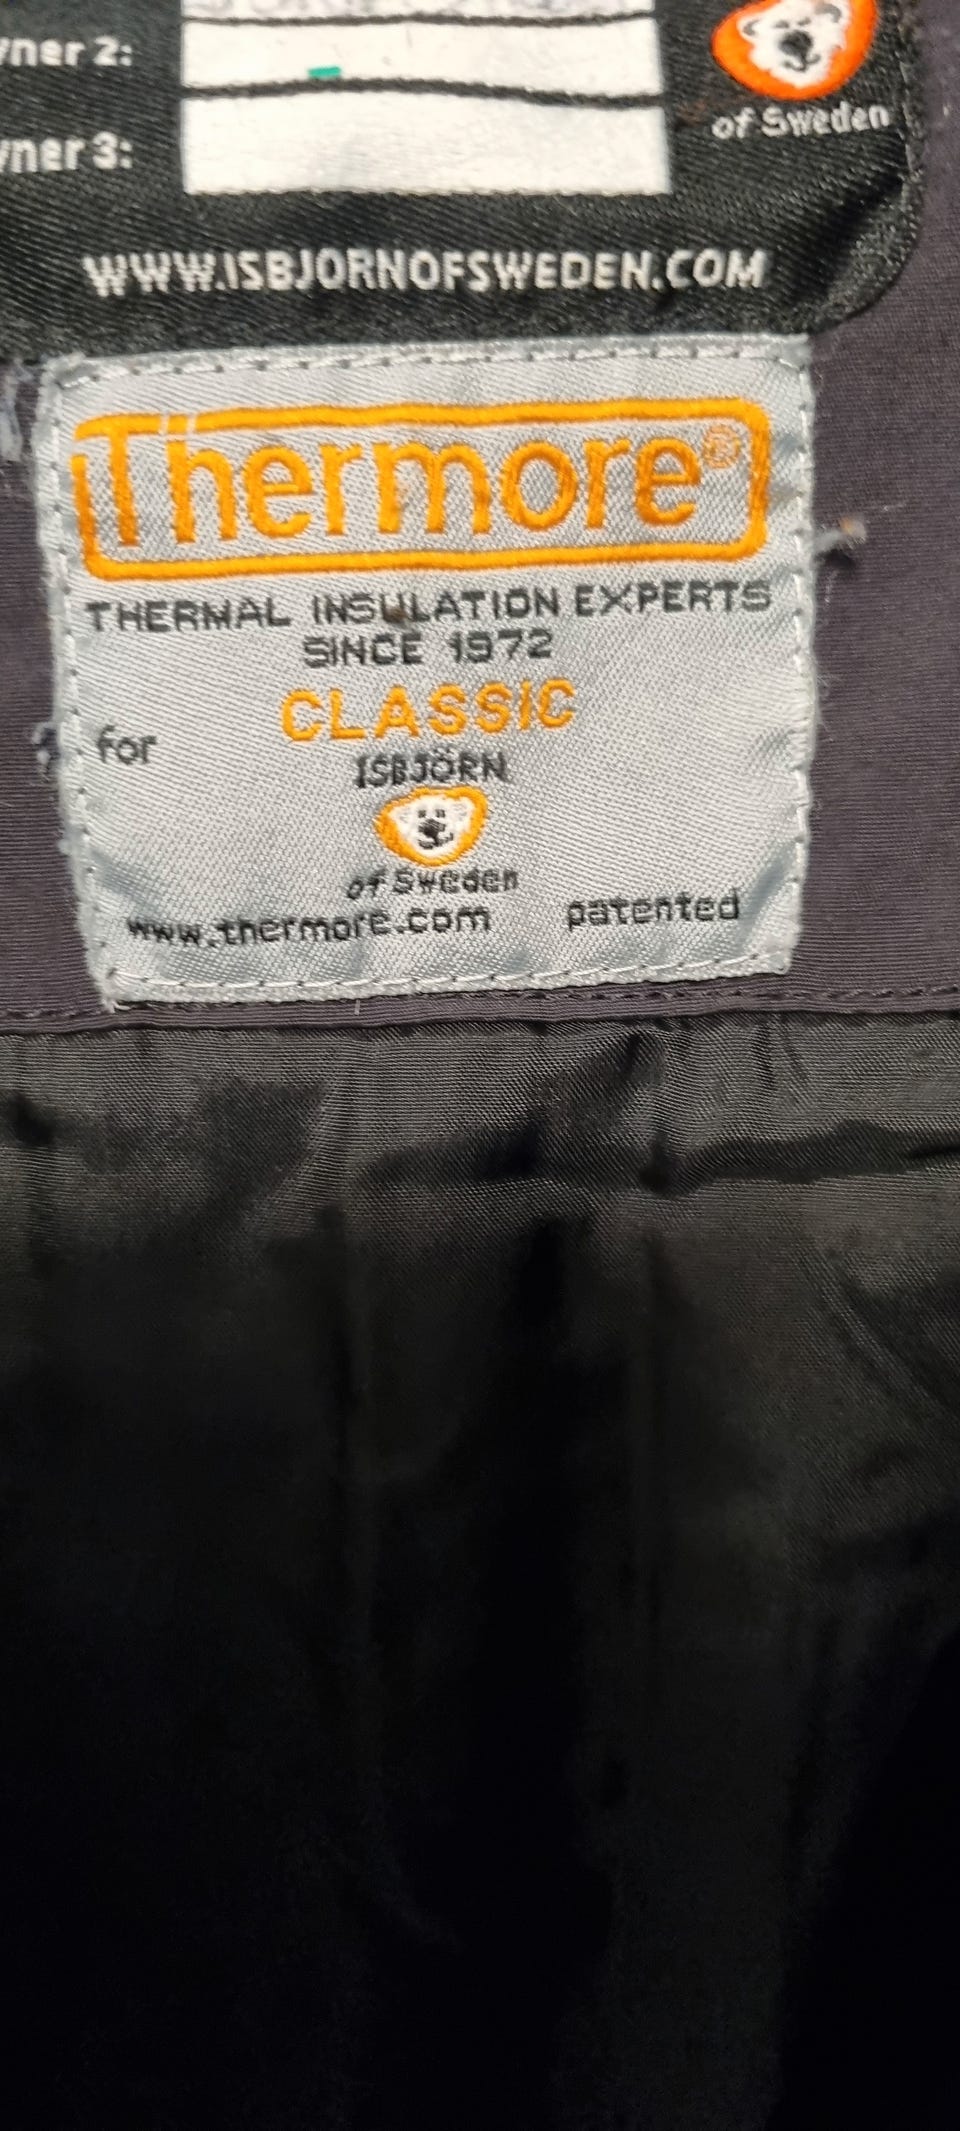 wner 2:
of Sweden
wner 3:
WWW.ISBJORNOFSWEDEN.COM
Thermore®
THERMAL INSULATION EXPERTS
SINCE 1972
CLASSIC
for
ISBJÖRN
of Sweden
www.thermore.com patented